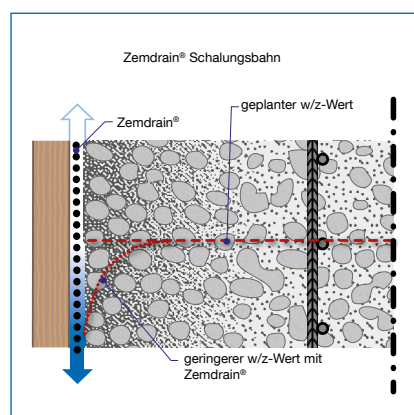 Zemdrain® Schalungsbahn
geplanter w/z-Wert
Zemdrain®
geringerer w/z-Wert mit
Zemdrain®